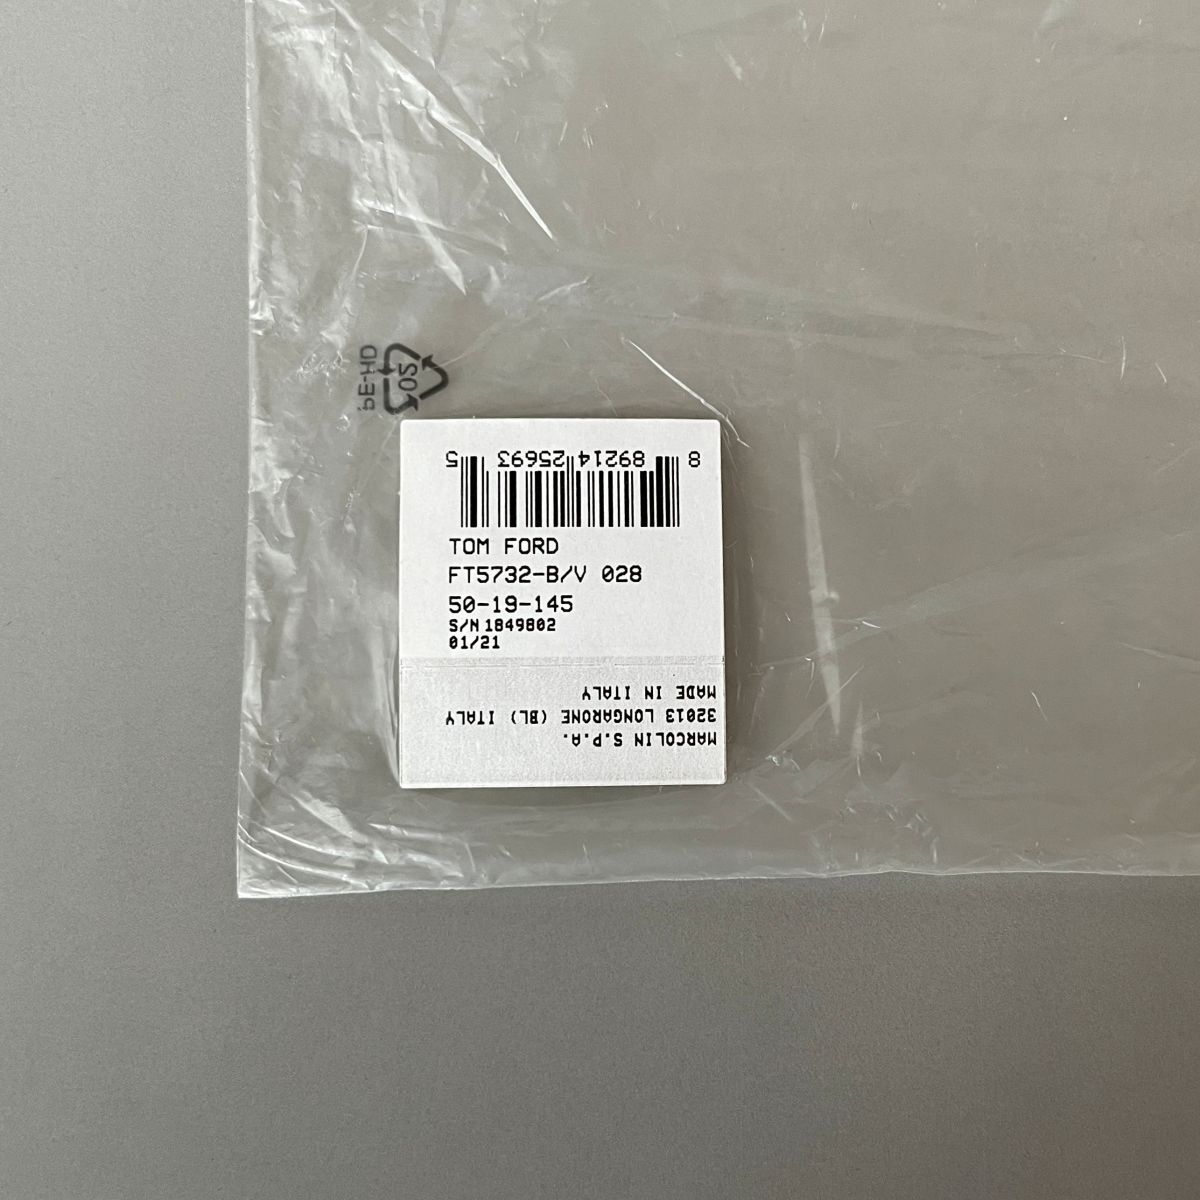 PE-HD
02
8 89214 25693 5
TOM FORD
FT5732-B/V 028
50-19-145
S/N 1849802
01/21
MARCOLIN S.P.A.
32013 LONGARONE (BL) ITALY
MADE IN ITALY